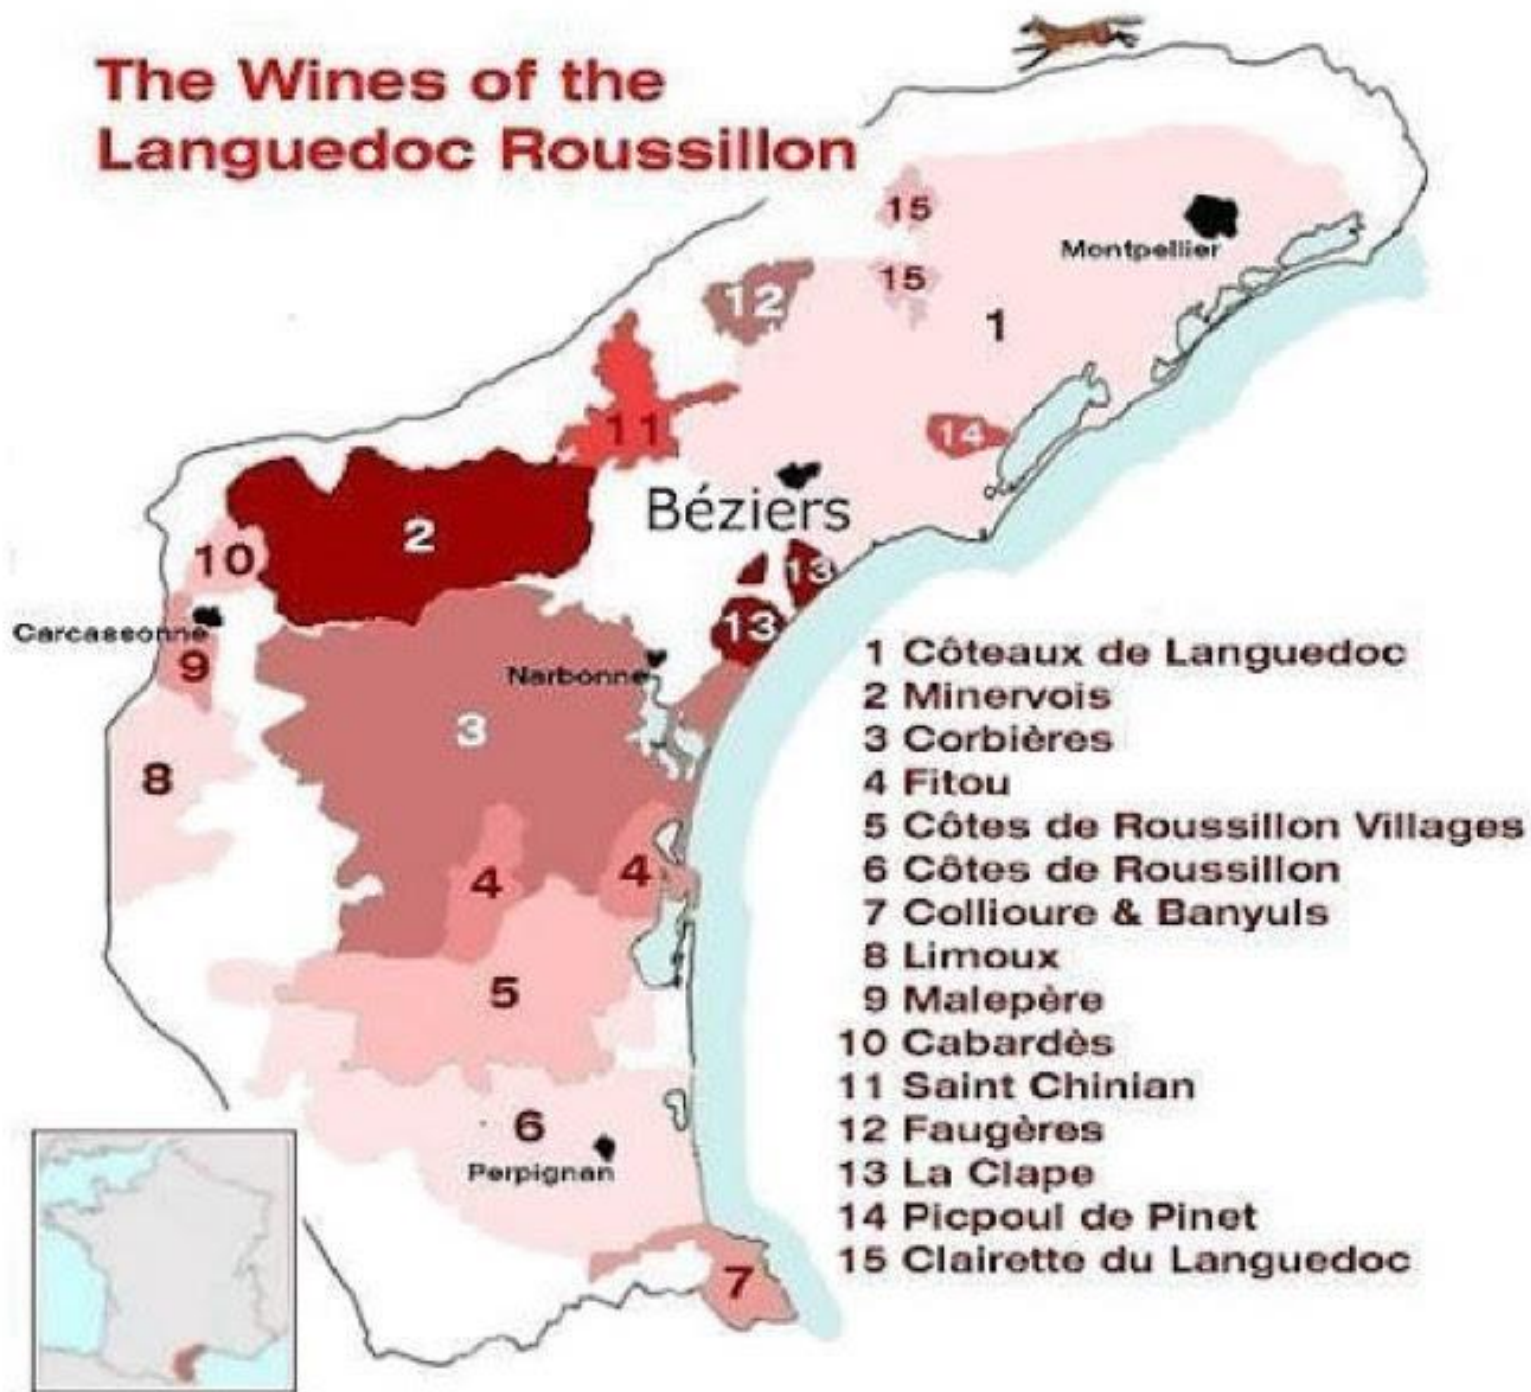 The Wines of the
Languedoc Roussillon
15
Montpellier
15
12
1
11
14
Béziers
2
10
13
13
Carcassonne
9
Narbonne
3
8
4
4
5
6
Perpignan
7
1 Côteaux de Languedoc
2 Minervois
3 Corbières
4 Fitou
5 Côtes de Roussillon Villages
6 Côtes de Roussillon
7 Collioure & Banyuls
8 Limoux
9 Malepère
10 Cabardès
11 Saint Chinian
12 Faugères
13 La Clape
14 Picpoul de Pinet
15 Clairette du Languedoc